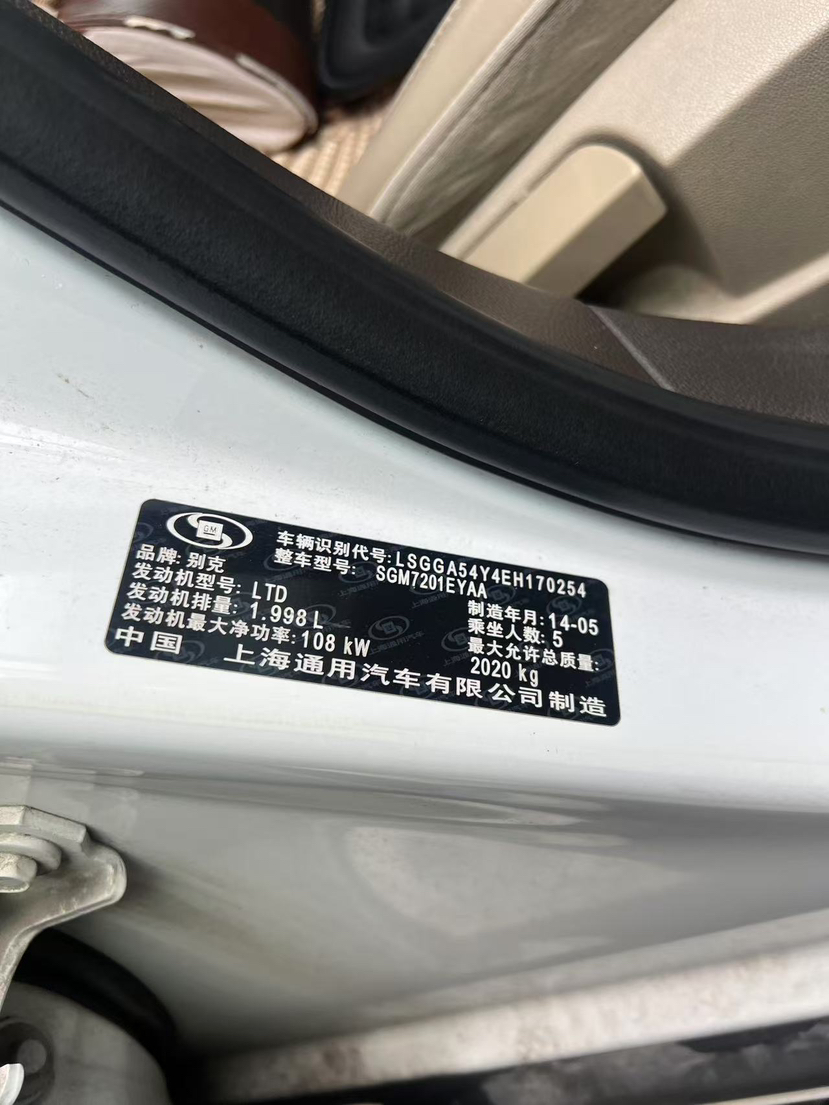 GM
车辆识别代号:LSGGA54Y4EH170254
品牌:别克 整车型号: SGM7201EYAA
发动机型号: LTD 制造年月:14-05
发动机排量: 1.998L 乘坐人数: 5
发动机最大净功率:108 kW 最大允许总质量:
2020 kg
中国 上海通用汽车有限公司制造